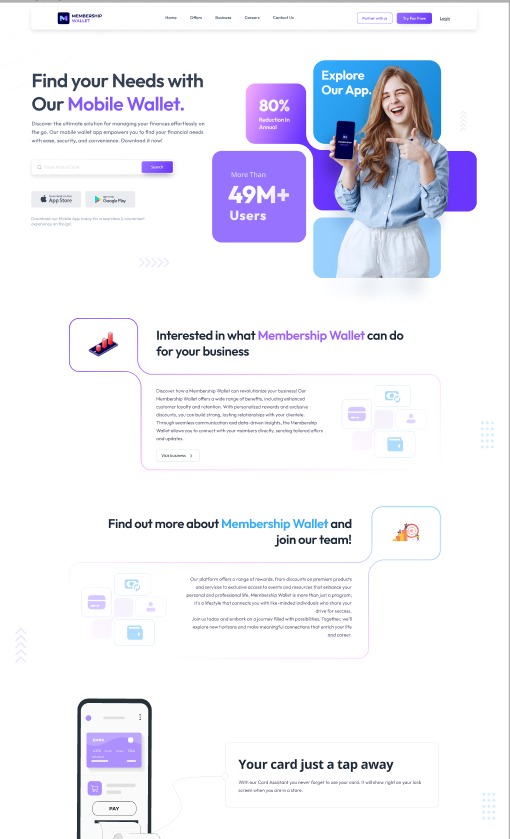 MEMBERSHIP
WALLET
Home
Offers
Business
Careers
Contact Us
Partner with us
Try For Free
Login
Find your Needs with
Our Mobile Wallet.
Discover the ultimate solution for managing your finances effortlessly on
the go. Our mobile wallet app empowers you to find your financial needs
with ease, security, and convenience. Download it now!
Search
App Store
Google Play
Download our Mobile App today for a seamless & convenient
experience on the go!
80%
Reduction In
Annual
Explore
Our App.
More Than
49M+
Users
Interested in what Membership Wallet can do
for your business
Discover how a Membership Wallet can revolutionize your business! Our
Membership Wallet offers a wide range of benefits, including enhanced
customer loyalty and retention. With personalized rewards and exclusive
discounts, you can build strong, lasting relationships with your clientele.
Through seamless communication and data-driven insights, the Membership
Wallet allows you to connect with your members directly, sending tailored offers
and updates.
Visit business
Find out more about Membership Wallet and
join our team!
Our platform offers a range of rewards, from discounts on premium products
and services to exclusive access to events and resources that enhance your
personal and professional life. Membership Wallet is more than just a program;
it's a lifestyle that connects you with like-minded individuals who share your
drive for success.
Join us today and embark on a journey filled with possibilities. Together, we'll
explore new horizons and make meaningful connections that enrich your life
and career.
PAY
Your card just a tap away
With our Card Assistant you never forget to use your card. It will show right on your lock
screen when you are in a store.